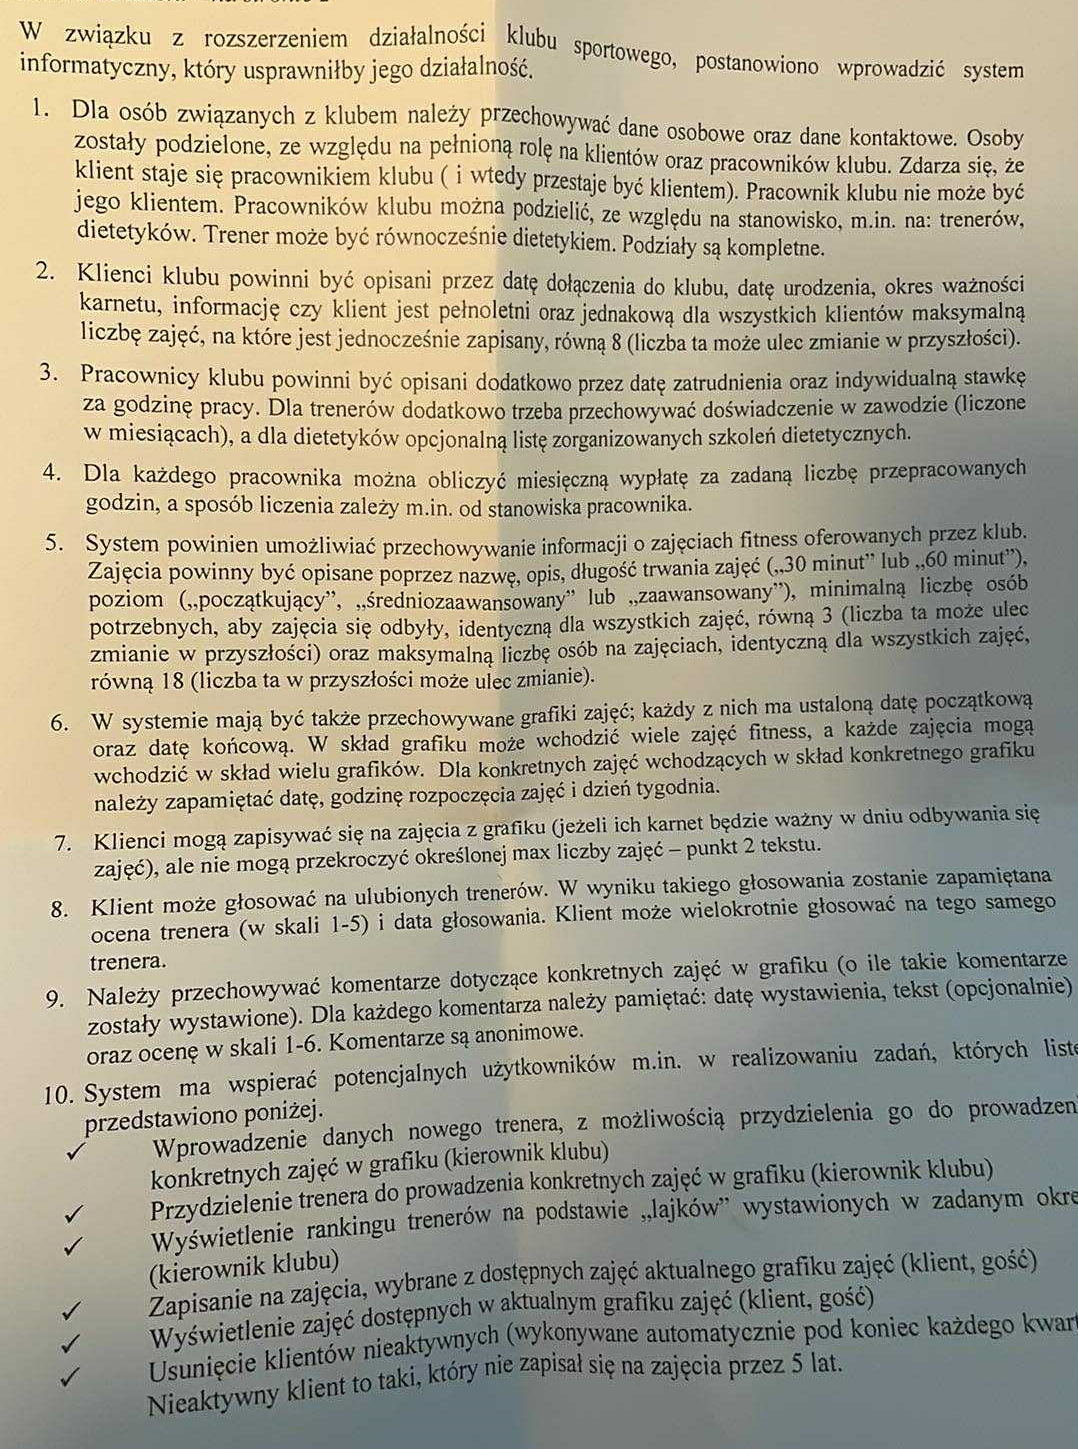 W związku z rozszerzeniem działalności klubu sportowego, postanowiono wprowadzić system
informatyczny, który usprawniłby jego działalność.
1. Dla osób związanych z klubem należy przechowywać dane osobowe oraz dane kontaktowe. Osoby
zostały podzielone, ze względu na pełnioną rolę na klientów oraz pracowników klubu. Zdarza się, że
klient staje się pracownikiem klubu ( i wtedy przestaje być klientem). Pracownik klubu nie może być
jego klientem. Pracowników klubu można podzielić, ze względu na stanowisko, m.in. na: trenerów,
dietetyków. Trener może być równocześnie dietetykiem. Podziały są kompletne.
2. Klienci klubu powinni być opisani przez datę dołączenia do klubu, datę urodzenia, okres ważności
karnetu, informację czy klient jest pełnoletni oraz jednakową dla wszystkich klientów maksymalną
liczbę zajęć, na które jest jednocześnie zapisany, równą 8 (liczba ta może ulec zmianie w przyszłości).
3. Pracownicy klubu powinni być opisani dodatkowo przez datę zatrudnienia oraz indywidualną stawkę
za godzinę pracy. Dla trenerów dodatkowo trzeba przechowywać doświadczenie w zawodzie (liczone
w miesiącach), a dla dietetyków opcjonalną listę zorganizowanych szkoleń dietetycznych.
4. Dla każdego pracownika można obliczyć miesięczną wypłatę za zadaną liczbę przepracowanych
godzin, a sposób liczenia zależy m.in. od stanowiska pracownika.
5. System powinien umożliwiać przechowywanie informacji o zajęciach fitness oferowanych przez klub.
Zajęcia powinny być opisane poprzez nazwę, opis, długość trwania zajęć („30 minut” lub „60 minut”),
poziom („początkujący”, „średniozaawansowany” lub „zaawansowany”), minimalną liczbę osób
potrzebnych, aby zajęcia się odbyły, identyczną dla wszystkich zajęć, równą 3 (liczba ta może ulec
zmianie w przyszłości) oraz maksymalną liczbę osób na zajęciach, identyczną dla wszystkich zajęć,
równą 18 (liczba ta w przyszłości może ulec zmianie).
6. W systemie mają być także przechowywane grafiki zajęć; każdy z nich ma ustaloną datę początkową
oraz datę końcową. W skład grafiku może wchodzić wiele zajęć fitness, a każde zajęcia mogą
wchodzić w skład wielu grafików. Dla konkretnych zajęć wchodzących w skład konkretnego grafiku
należy zapamiętać datę, godzinę rozpoczęcia zajęć i dzień tygodnia.
7. Klienci mogą zapisywać się na zajęcia z grafiku (jeżeli ich karnet będzie ważny w dniu odbywania się
zajęć), ale nie mogą przekroczyć określonej max liczby zajęć – punkt 2 tekstu.
8. Klient może głosować na ulubionych trenerów. W wyniku takiego głosowania zostanie zapamiętana
ocena trenera (w skali 1-5) i data głosowania. Klient może wielokrotnie głosować na tego samego
trenera.
9. Należy przechowywać komentarze dotyczące konkretnych zajęć w grafiku (o ile takie komentarze
zostały wystawione). Dla każdego komentarza należy pamiętać: datę wystawienia, tekst (opcjonalnie)
oraz ocenę w skali 1-6. Komentarze są anonimowe.
10. System ma wspierać potencjalnych użytkowników m.in. w realizowaniu zadań, których liste
przedstawiono poniżej.
✓ Wprowadzenie danych nowego trenera, z możliwością przydzielenia go do prowadzeni
konkretnych zajęć w grafiku (kierownik klubu)
✓ Przydzielenie trenera do prowadzenia konkretnych zajęć w grafiku (kierownik klubu)
✓ Wyświetlenie rankingu trenerów na podstawie „lajków” wystawionych w zadanym okre
(kierownik klubu)
✓ Zapisanie na zajęcia, wybrane z dostępnych zajęć aktualnego grafiku zajęć (klient, gość)
✓ Wyświetlenie zajęć dostępnych w aktualnym grafiku zajęć (klient, gość)
✓ Usunięcie klientów nieaktywnych (wykonywane automatycznie pod koniec każdego kwart
Nieaktywny klient to taki, który nie zapisał się na zajęcia przez 5 lat.